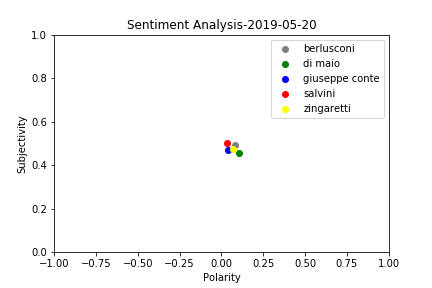 Sentiment Analysis-2019-05-20
1.0
0.8
0.6
0.4
0.2
0.0
Subjectivity
berlusconi
di maio
giuseppe conte
salvini
zingaretti
−1.00 −0.75 −0.50 −0.25 0.00 0.25 0.50 0.75 1.00
Polarity